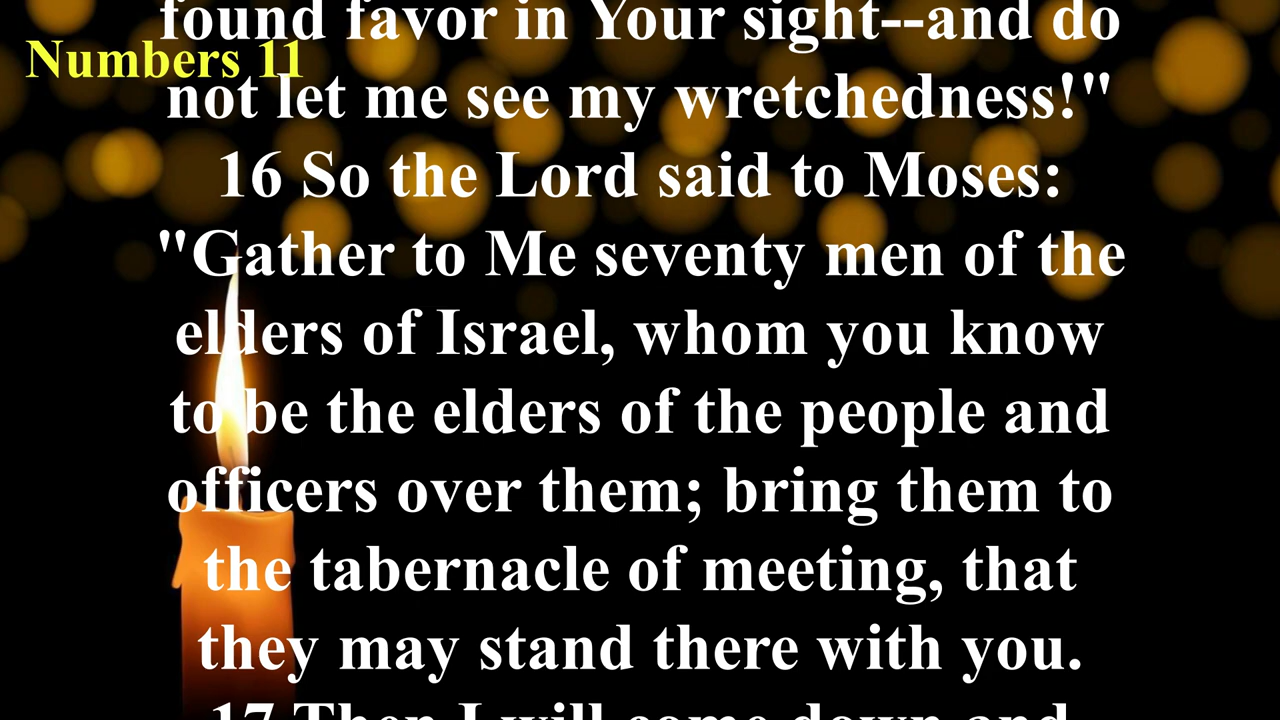 found favor in Your sight--and do
Numbers 11
not let me see my wretchedness!"
16 So the Lord said to Moses:
"Gather to Me seventy men of the
elders of Israel, whom you know
to be the elders of the people and
officers over them; bring them to
the tabernacle of meeting, that
they may stand there with you.
17 Then I will come down and